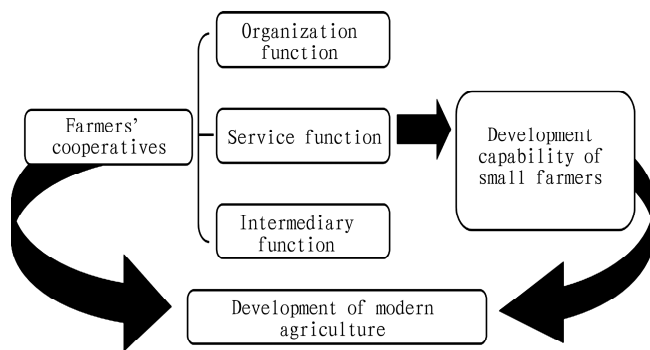 Organization
function
Farmers’
cooperatives
Service function
Development
capability of
small farmers
Intermediary
function
Development of modern
agriculture